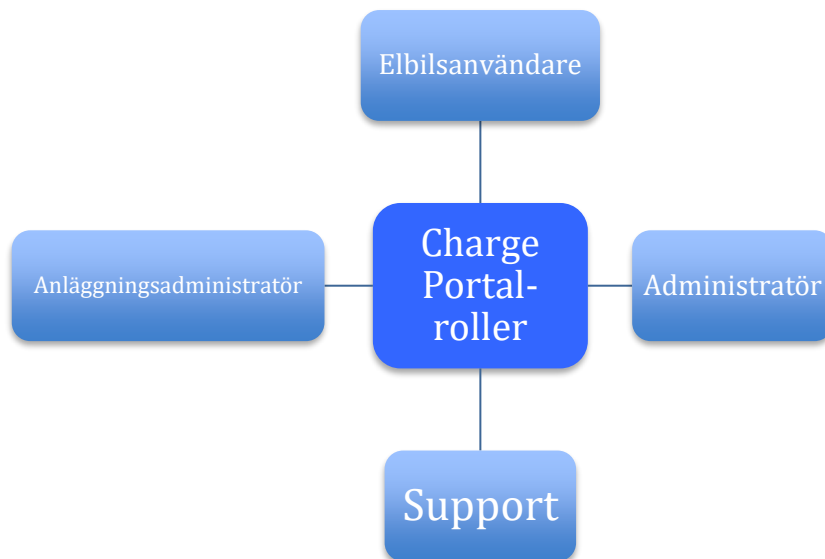 Elbilsanvändare
Anläggningsadministratör
Charge
Portal-
roller
Administratör
Support